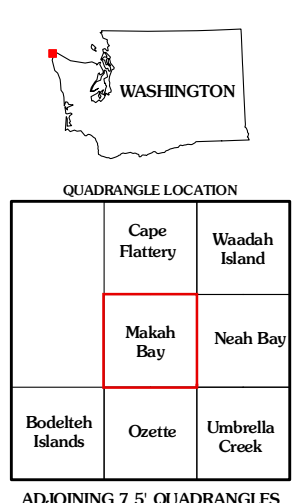 WASHINGTON
QUADRANGLE LOCATION
Cape
Flattery
Waadah
Island
Makah
Bay
Neah Bay
Bodelteh
Islands
Ozette
Umbrella
Creek
ADJOINING 7.5' QUADRANGLES